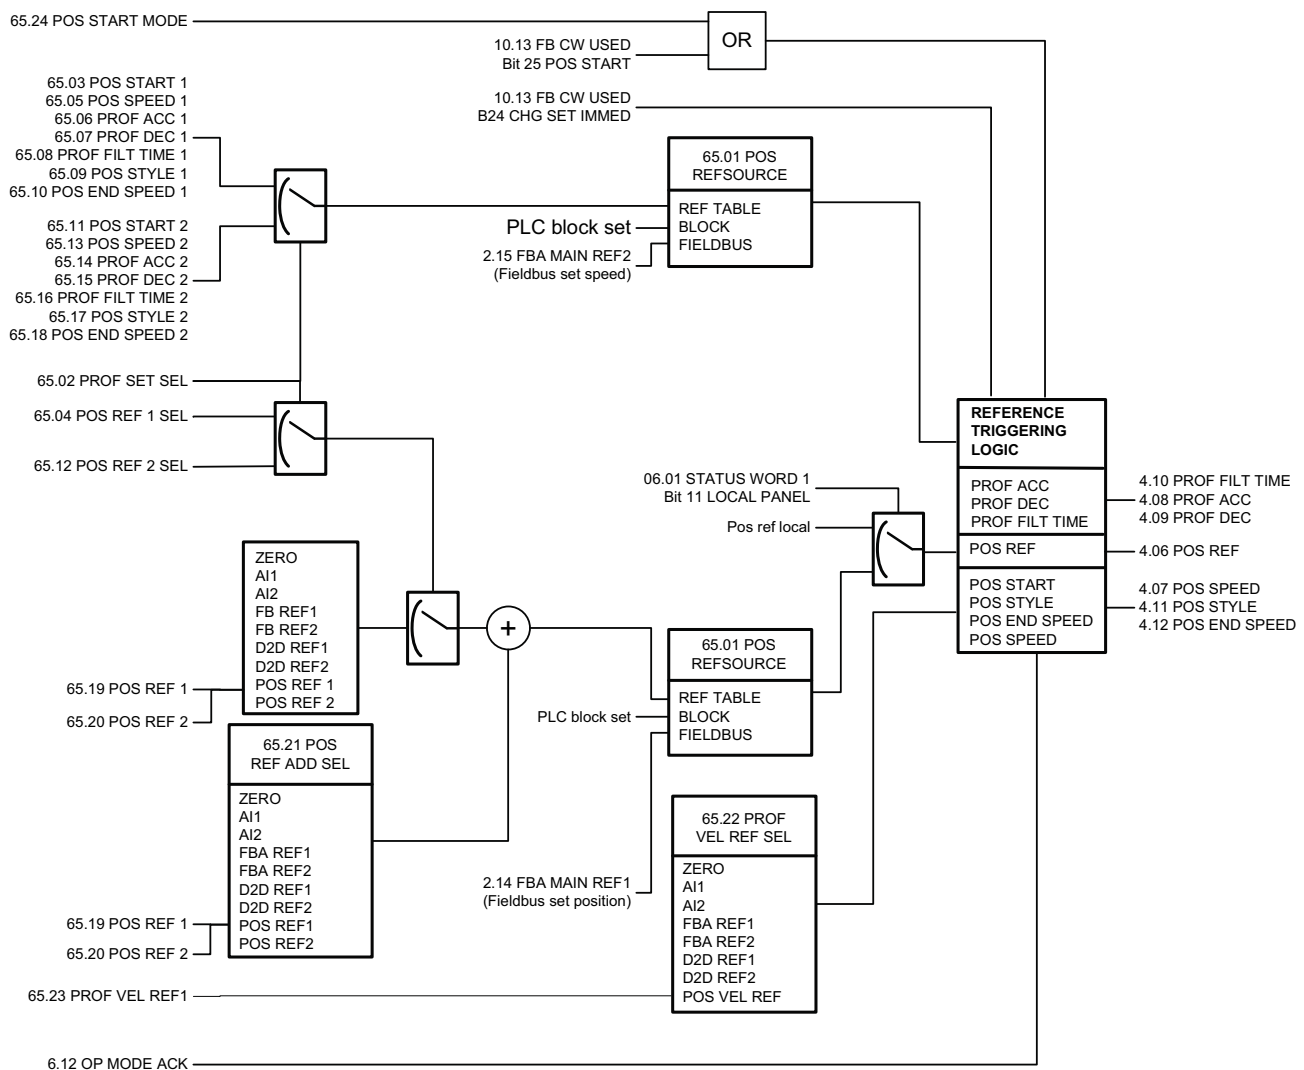 65.24 POS START MODE
OR
10.13 FB CW USED
Bit 25 POS START
10.13 FB CW USED
B24 CHG SET IMMED
65.03 POS START 1
65.05 POS SPEED 1
65.06 PROF ACC 1
65.07 PROF DEC 1
65.08 PROF FILT TIME 1
65.09 POS STYLE 1
65.10 POS END SPEED 1
65.11 POS START 2
65.13 POS SPEED 2
65.14 PROF ACC 2
65.15 PROF DEC 2
65.16 PROF FILT TIME 2
65.17 POS STYLE 2
65.18 POS END SPEED 2
65.01 POS
REFSOURCE
REF TABLE
BLOCK
FIELDBUS
PLC block set
2.15 FBA MAIN REF2
(Fieldbus set speed)
65.02 PROF SET SEL
65.04 POS REF 1 SEL
65.12 POS REF 2 SEL
REFERENCE
TRIGGERING
LOGIC
PROF ACC
PROF DEC
PROF FILT TIME
POS REF
POS START
POS STYLE
POS END SPEED
POS SPEED
4.10 PROF FILT TIME
4.08 PROF ACC
4.09 PROF DEC
4.06 POS REF
4.07 POS SPEED
4.11 POS STYLE
4.12 POS END SPEED
06.01 STATUS WORD 1
Bit 11 LOCAL PANEL
Pos ref local
ZERO
AI1
AI2
FB REF1
FB REF2
D2D REF1
D2D REF2
POS REF 1
POS REF 2
65.19 POS REF 1
65.20 POS REF 2
+
65.01 POS
REFSOURCE
REF TABLE
BLOCK
FIELDBUS
PLC block set
2.14 FBA MAIN REF1
(Fieldbus set position)
65.21 POS
REF ADD SEL
ZERO
AI1
AI2
FBA REF1
FBA REF2
D2D REF1
D2D REF2
POS REF1
POS REF2
65.19 POS REF 1
65.20 POS REF 2
65.22 PROF
VEL REF SEL
ZERO
AI1
AI2
FBA REF1
FBA REF2
D2D REF1
D2D REF2
POS VEL REF
65.23 PROF VEL REF1
6.12 OP MODE ACK